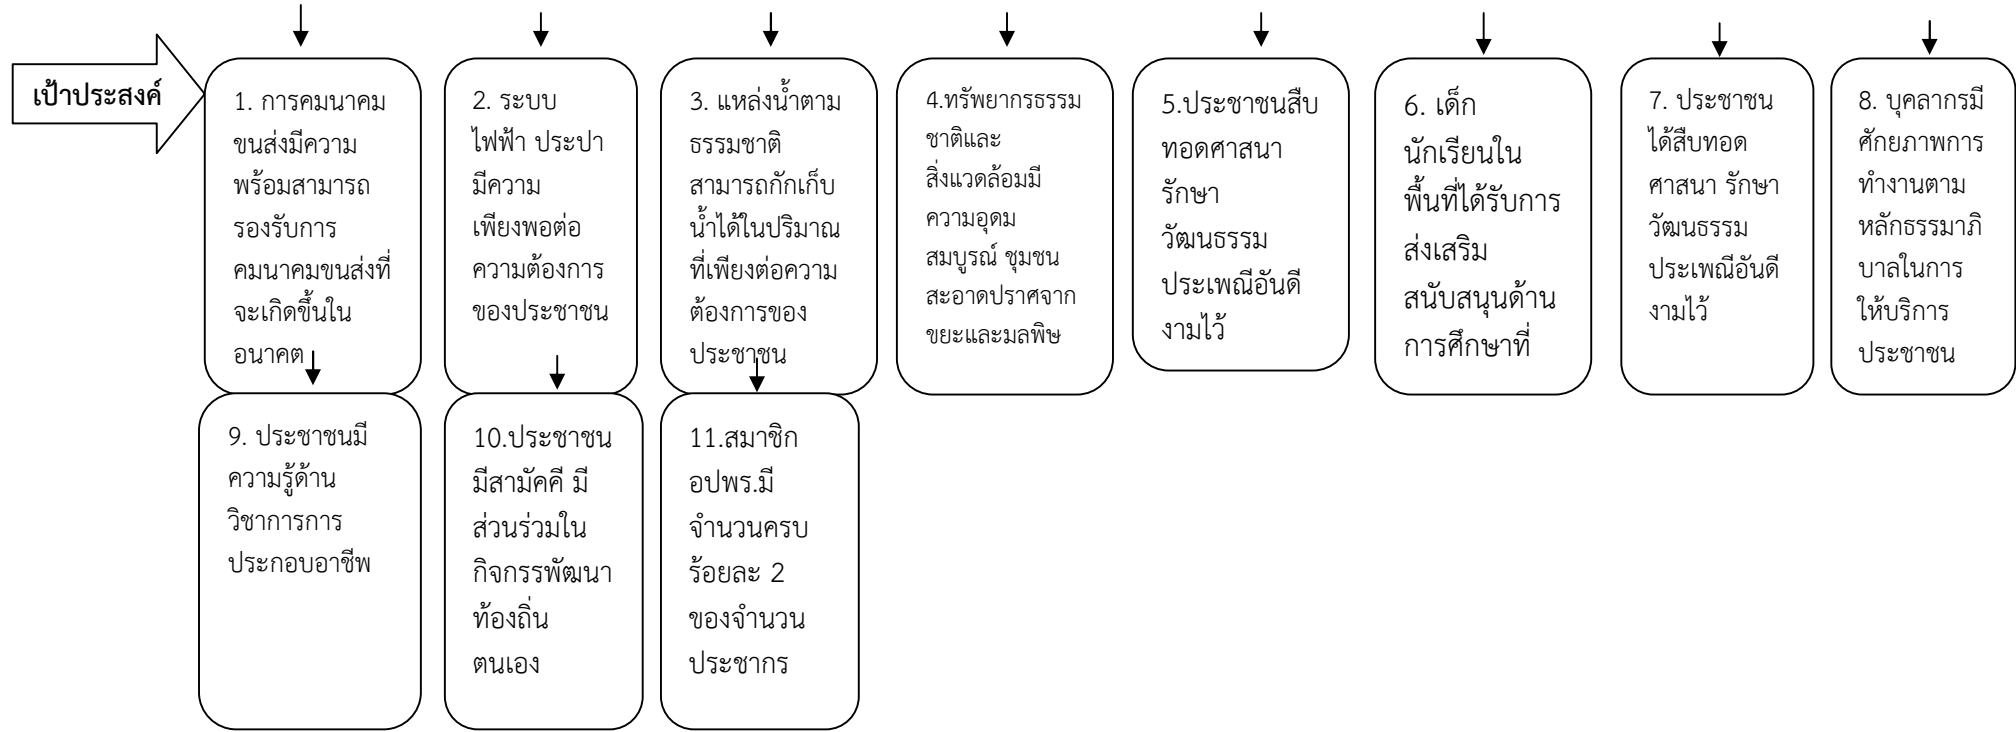 เป้าประสงค์
1. การคมนาคม
ขนส่งมีความ
พร้อมสามารถ
รองรับการ
คมนาคมขนส่งที่
จะเกิดขึ้นใน
อนาคต
2. ระบบ
ไฟฟ้า ประปา
มีความ
เพียงพอต่อ
ความต้องการ
ของประชาชน
3. แหล่งน้ำตาม
ธรรมชาติ
สามารถกักเก็บ
น้ำได้ในปริมาณ
ที่เพียงต่อความ
ต้องการของ
ประชาชน
4.ทรัพยากรธรรม
ชาติและ
สิ่งแวดล้อมมี
ความอุดม
สมบูรณ์ ชุมชน
สะอาดปราศจาก
ขยะและมลพิษ
5.ประชาชนสืบ
ทอดศาสนา
รักษา
วัฒนธรรม
ประเพณีอันดี
งามไว้
6. เด็ก
นักเรียนใน
พื้นที่ได้รับการ
ส่งเสริม
สนับสนุนด้าน
การศึกษาที่
7. ประชาชน
ได้สืบทอด
ศาสนา รักษา
วัฒนธรรม
ประเพณีอันดี
งามไว้
8. บุคลากรมี
ศักยภาพการ
ทำงานตาม
หลักธรรมาภิ
บาลในการ
ให้บริการ
ประชาชน
9. ประชาชนมี
ความรู้ด้าน
วิชาการการ
ประกอบอาชีพ
10.ประชาชน
มีสามัคคี มี
ส่วนร่วมใน
กิจกรรพัฒนา
ท้องถิ่น
ตนเอง
11.สมาชิก
อปพร.มี
จำนวนครบ
ร้อยละ 2
ของจำนวน
ประชากร